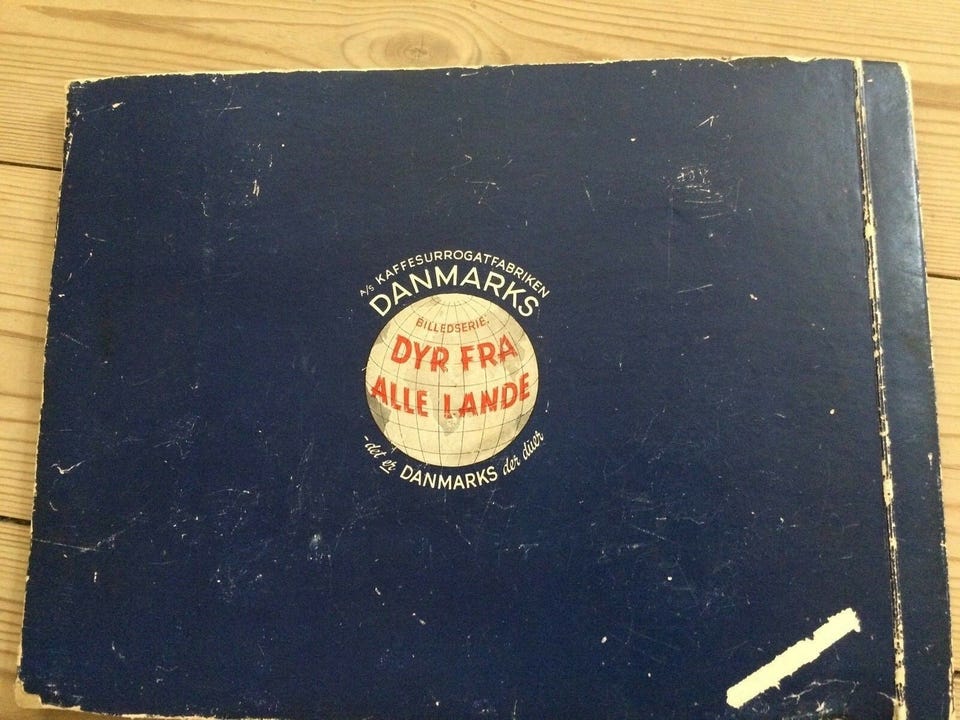 A/S KAFFESURROGATFABRIKEN
DANMARKS
BILLEDSERIE:
DYR FRA
ALLE LANDE
- det er DANMARKS der duer